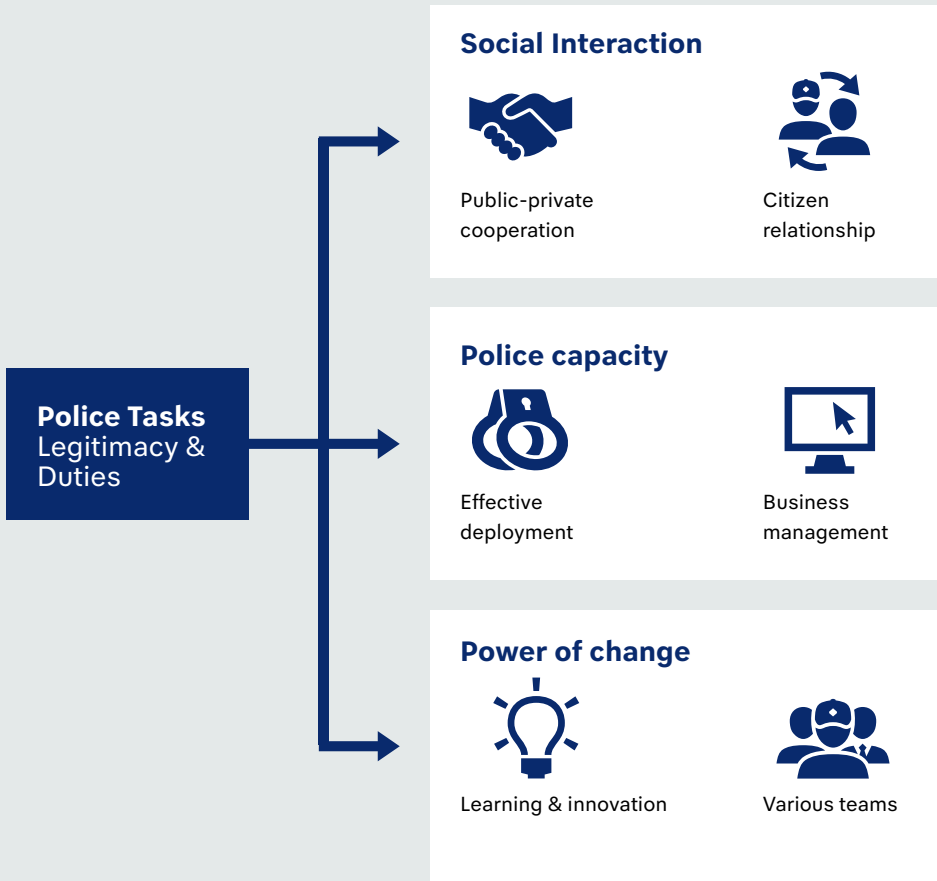 Police Tasks
Legitimacy &
Duties
Social Interaction
Public-private
cooperation
Citizen
relationship
Police capacity
Effective
deployment
Business
management
Power of change
Learning & innovation
Various teams